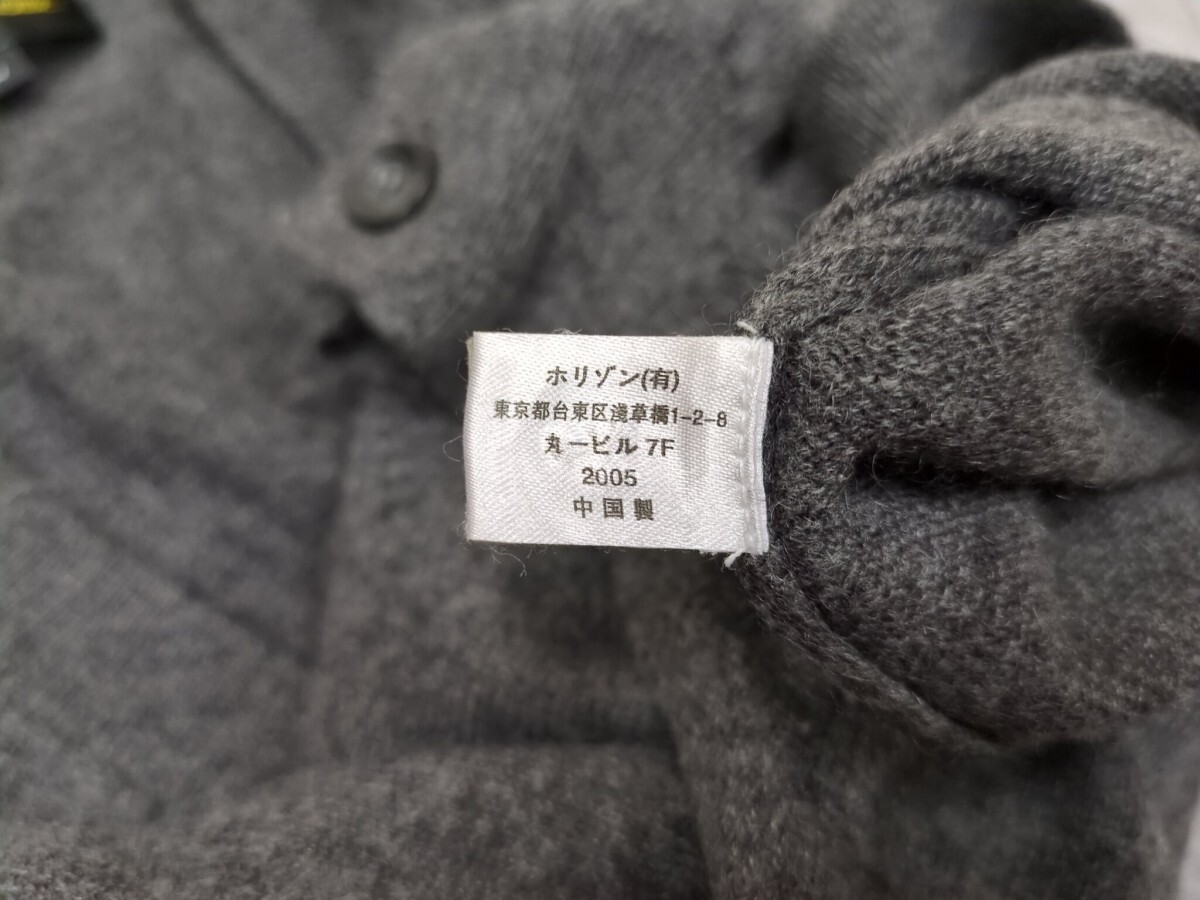 ホリゾン(有)
東京都台東区浅草橋1-2-8
丸一ビル 7F
2005
中国製